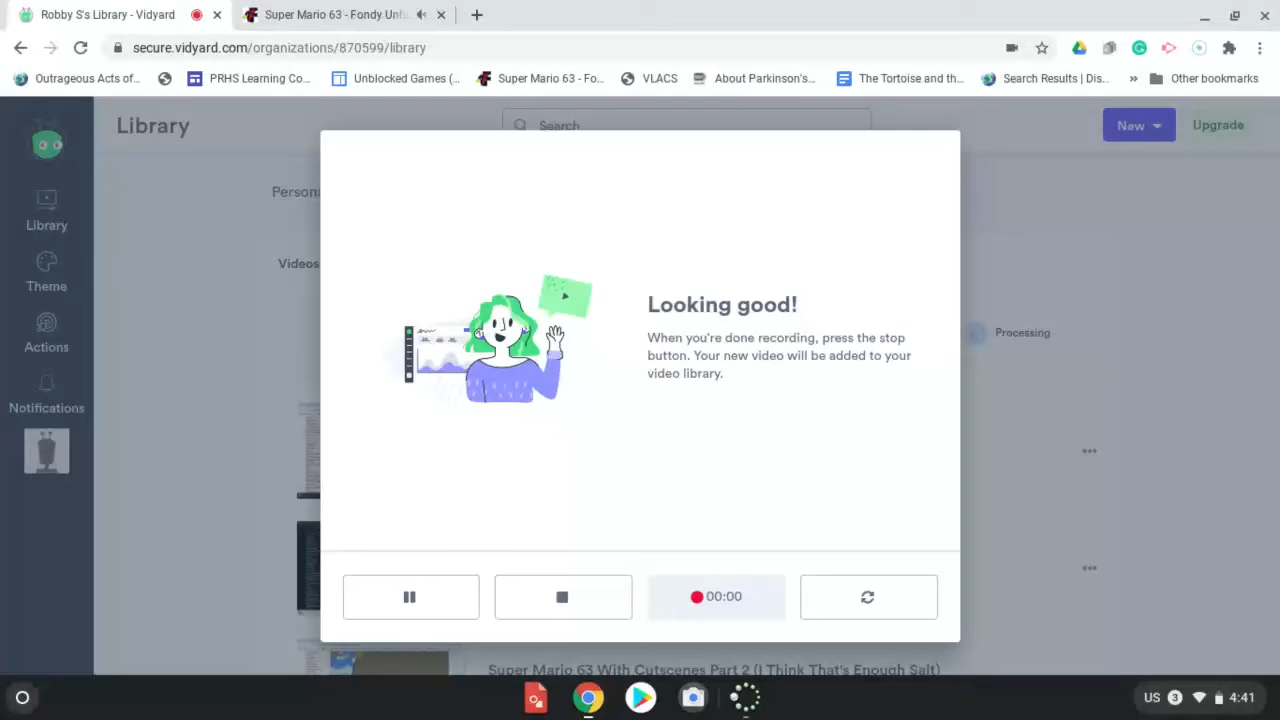 Robby S's Library - Vidyard
Super Mario 63 - Fondy Unb
secure.vidyard.com/organizations/870599/library
Outrageous Acts of...
PRHS Learning Co...
Unblocked Games (...
Super Mario 63 - Fo...
VLACS
About Parkinson's...
The Tortoise and th...
Search Results | Dis...
»
Other bookmarks
Library
Search
New
Upgrade
Library
Theme
Actions
Notifications
Persona
Videos
Looking good!
When you're done recording, press the stop
button. Your new video will be added to your
video library.
Processing
00:00
Super Mario 63 With Cutscenes Part 2 (I Think That's Enough Salt)
US 3 4:41